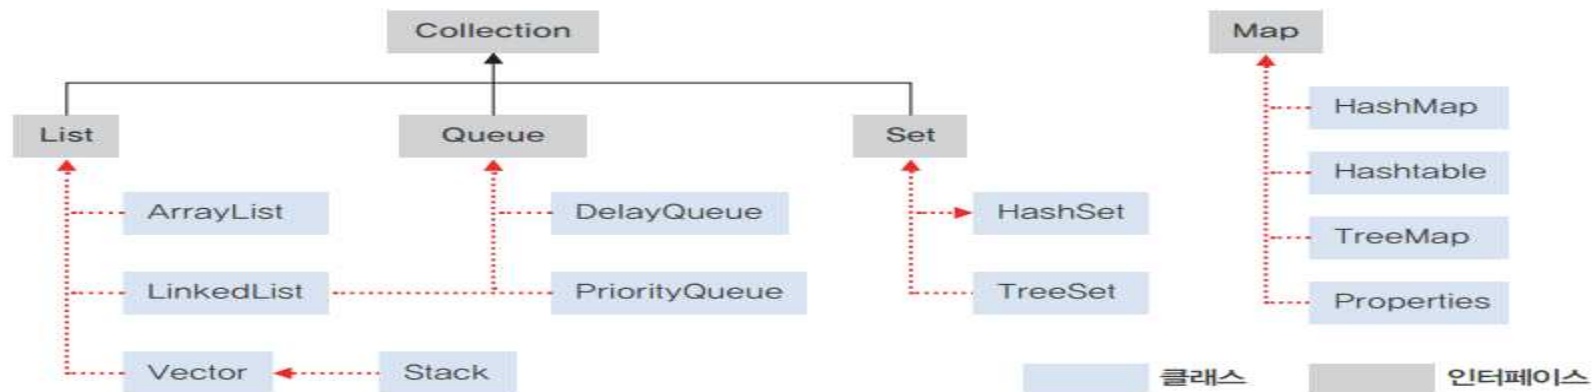 Collection
Map
HashMap
List
Queue
Set
Hashtable
ArrayList
DelayQueue
HashSet
TreeMap
LinkedList
PriorityQueue
TreeSet
Properties
Vector
Stack
클래스
인터페이스